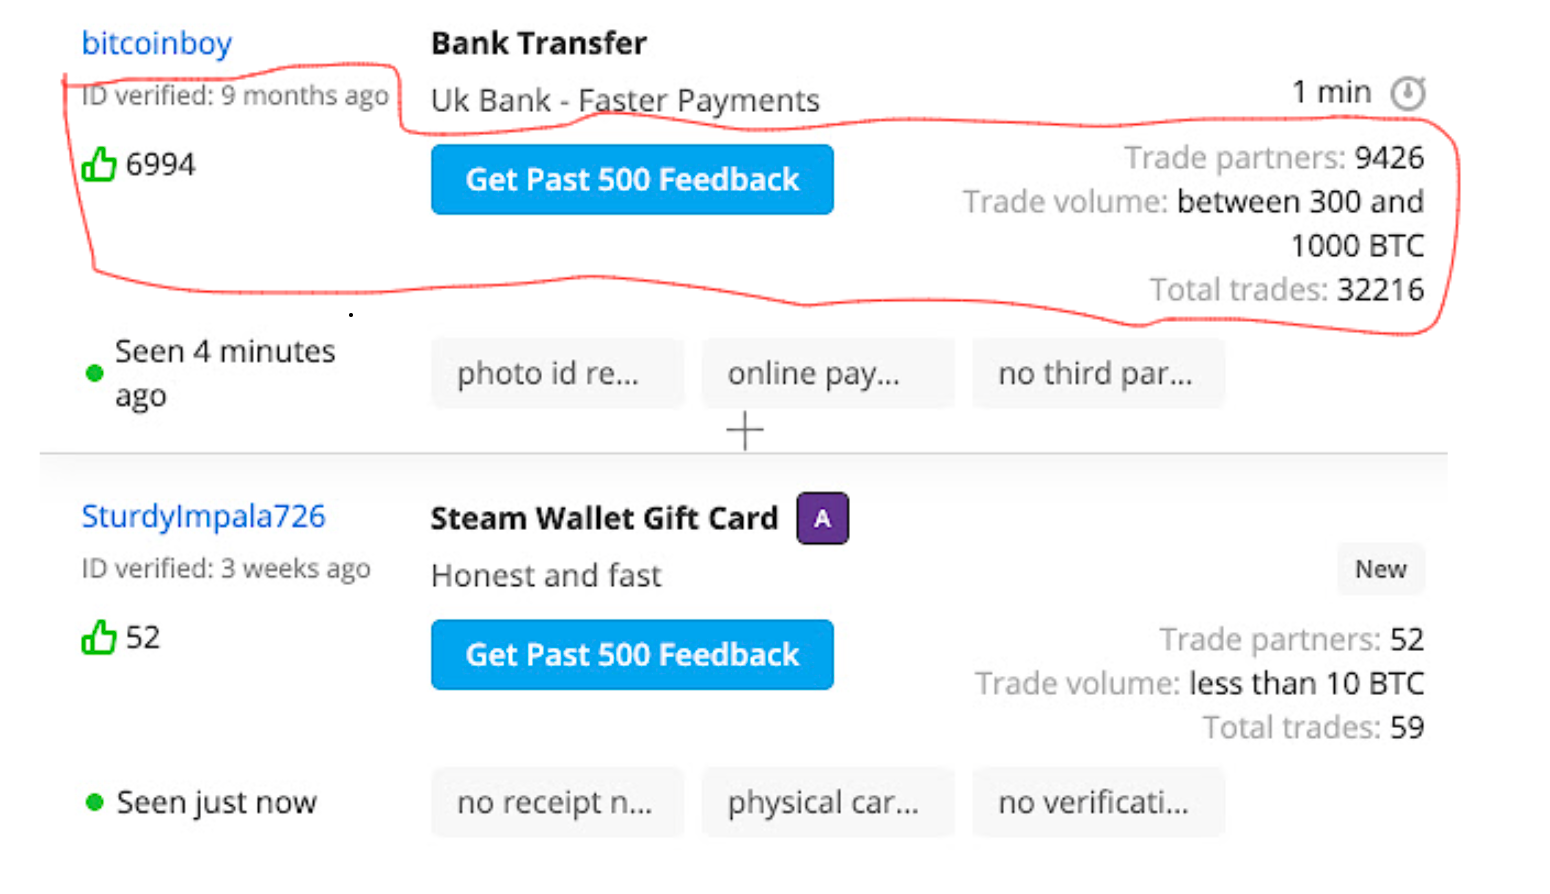 bitcoinboy
Bank Transfer
ID verified: 9 months ago
Uk Bank - Faster Payments
1 min
6994
Get Past 500 Feedback
Trade partners: 9426
Trade volume: between 300 and
1000 BTC
Total trades: 32216
Seen 4 minutes
ago
photo id re...
online pay...
no third par...
SturdyImpala726
Steam Wallet Gift Card A
ID verified: 3 weeks ago
Honest and fast
New
52
Get Past 500 Feedback
Trade partners: 52
Trade volume: less than 10 BTC
Total trades: 59
Seen just now
no receipt n...
physical car...
no verificati...